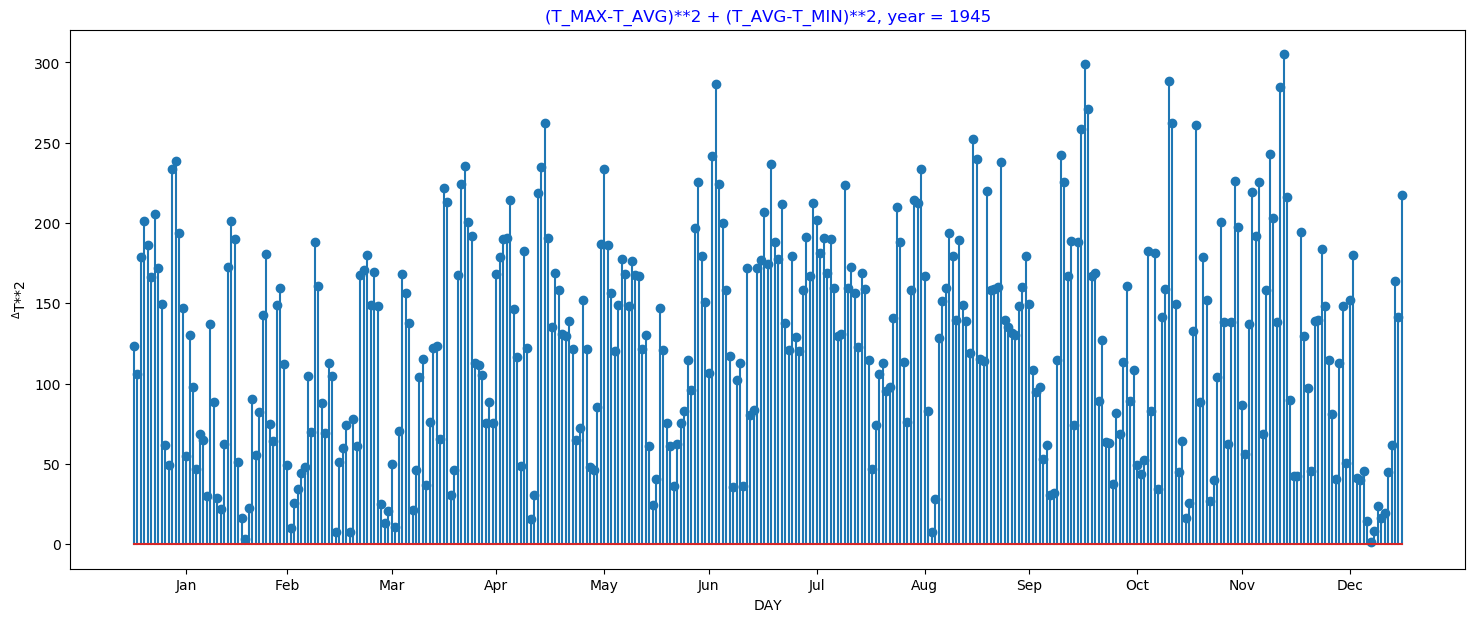 (T_MAX-T_AVG)**2 + (T_AVG-T_MIN)**2, year = 1945
300
250
200
150
100
50
0
ΔT**2
Jan Feb Mar Apr May Jun Jul Aug Sep Oct Nov Dec
DAY